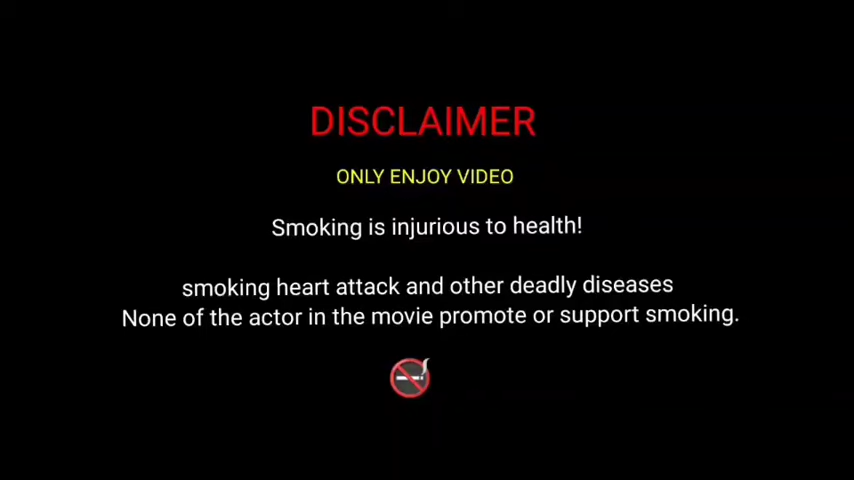 DISCLAIMER
ONLY ENJOY VIDEO
Smoking is injurious to health!
smoking heart attack and other deadly diseases
None of the actor in the movie promote or support smoking.